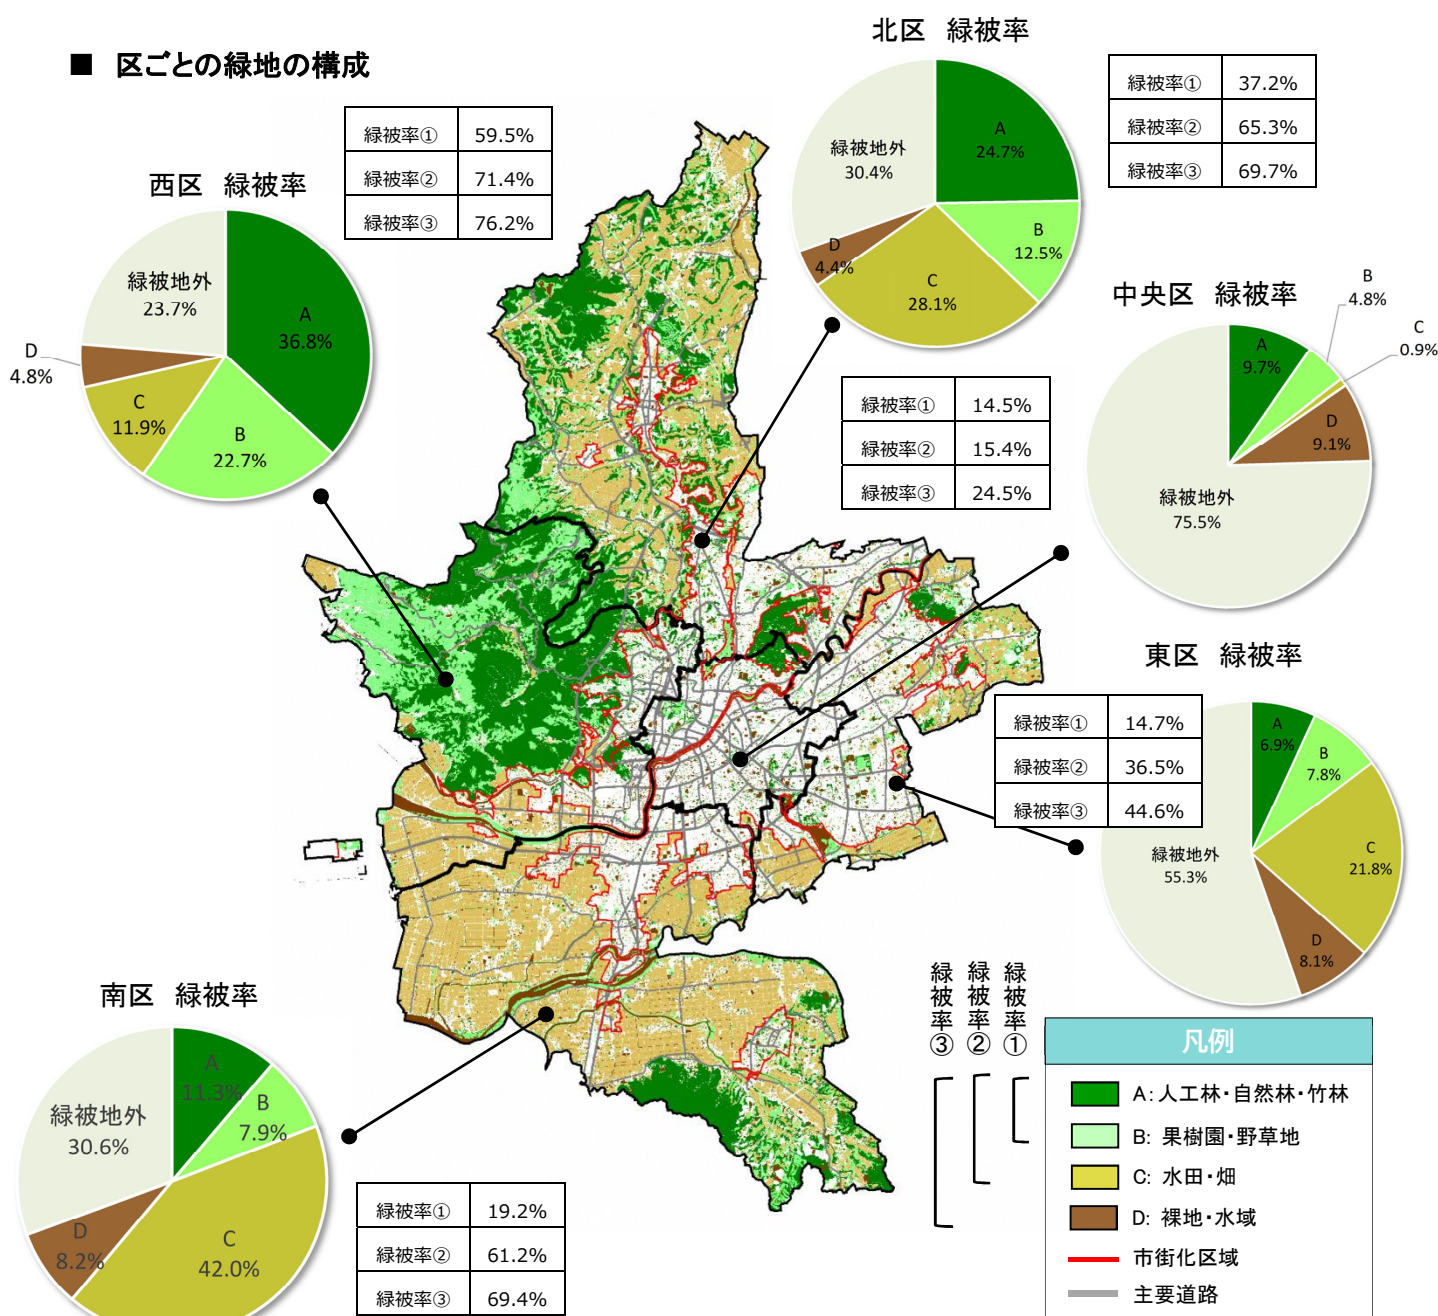 ■ 区ごとの緑地の構成
西区 緑被率
緑被地外
23.7%
A
36.8%
B
22.7%
C
11.9%
D
4.8%
緑被率① 59.5%
緑被率② 71.4%
緑被率③ 76.2%
北区 緑被率
緑被地外
30.4%
A
24.7%
B
12.5%
C
28.1%
D
4.4%
緑被率① 37.2%
緑被率② 65.3%
緑被率③ 69.7%
中央区 緑被率
A
9.7%
B
4.8%
C
0.9%
D
9.1%
緑被地外
75.5%
緑被率① 14.5%
緑被率② 15.4%
緑被率③ 24.5%
東区 緑被率
A
6.9%
B
7.8%
C
21.8%
D
8.1%
緑被地外
55.3%
緑被率① 14.7%
緑被率② 36.5%
緑被率③ 44.6%
南区 緑被率
緑被地外
30.6%
A
11.3%
B
7.9%
C
42.0%
D
8.2%
緑被率① 19.2%
緑被率② 61.2%
緑被率③ 69.4%
緑被率③
緑被率②
緑被率①
凡例
A:人工林・自然林・竹林
B: 果樹園・野草地
C: 水田・畑
D: 裸地・水域
市街化区域
主要道路